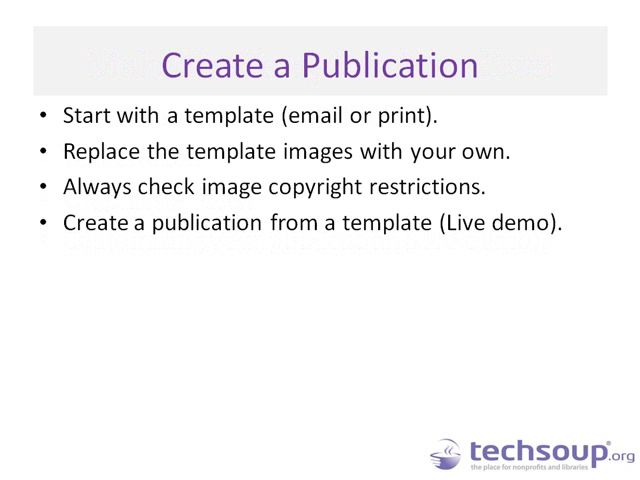 Create a Publication
• Start with a template (email or print).
• Replace the template images with your own.
• Always check image copyright restrictions.
• Create a publication from a template (Live demo).
techsoup®.org
the place for nonprofits and libraries